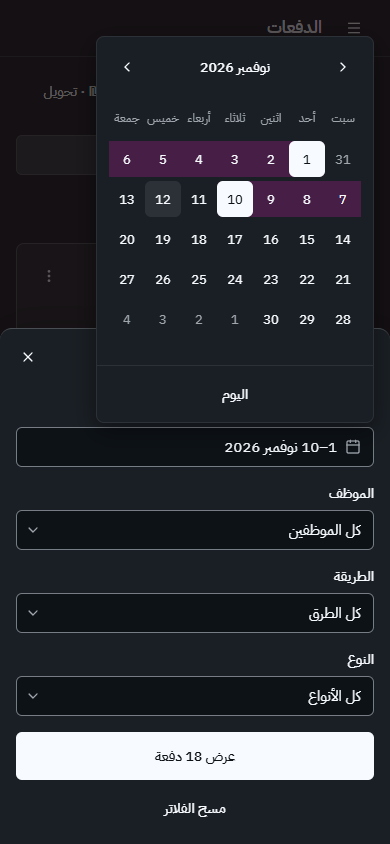 الدفعات
· تحويل
نوفمبر 2026
سبت أحد اثنين ثلاثاء أربعاء خميس جمعة
31 1 2 3 4 5 6
7 8 9 10 11 12 13
14 15 16 17 18 19 20
21 22 23 24 25 26 27
28 29 30 1 2 3 4
اليوم
1–10 نوفمبر 2026
الموظف
كل الموظفين
الطريقة
كل الطرق
النوع
كل الأنواع
عرض 18 دفعة
مسح الفلاتر